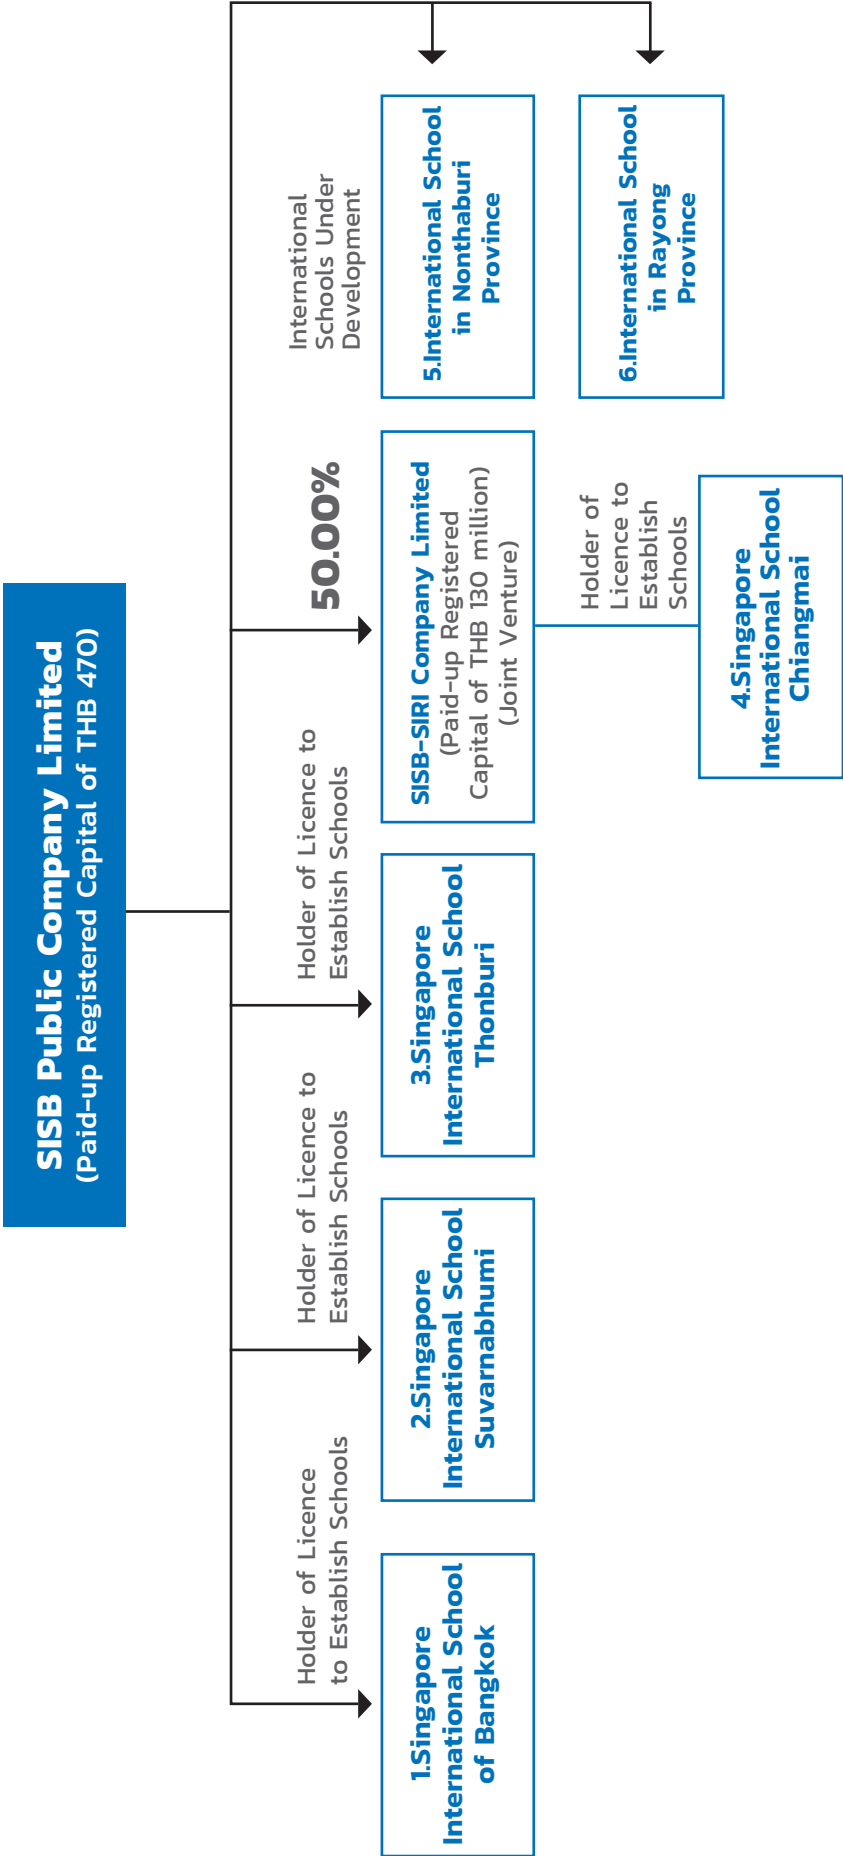 SISB Public Company Limited
(Paid-up Registered Capital of THB 470)
Holder of Licence
to Establish Schools
Holder of Licence to
Establish Schools
Holder of Licence to
Establish Schools
50.00%
International
Schools Under
Development
1.Singapore
International School
of Bangkok
2.Singapore
International School
Suvarnabhumi
3.Singapore
International School
Thonburi
SISB-SIRI Company Limited
(Paid-up Registered
Capital of THB 130 million)
(Joint Venture)
5.International School
in Nonthaburi
Province
Holder of
Licence to
Establish
Schools
6.International School
in Rayong
Province
4.Singapore
International School
Chiangmai